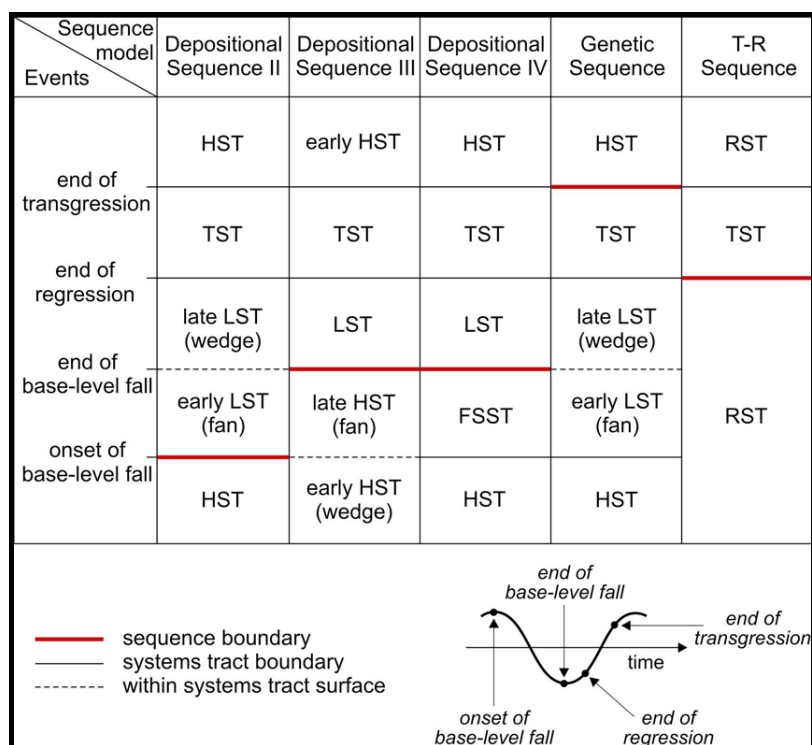 Sequence
model
Events
Depositional
Sequence II
Depositional
Sequence III
Depositional
Sequence IV
Genetic
Sequence
T-R
Sequence
HST
early HST
HST
HST
RST
end of
transgression
TST
TST
TST
TST
TST
end of
regression
late LST
(wedge)
LST
LST
late LST
(wedge)
end of
base-level fall
early LST
(fan)
late HST
(fan)
FSST
early LST
(fan)
RST
onset of
base-level fall
HST
early HST
(wedge)
HST
HST
sequence boundary
systems tract boundary
within systems tract surface
end of
base-level fall
end of
transgression
time
onset of
base-level fall
end of
regression